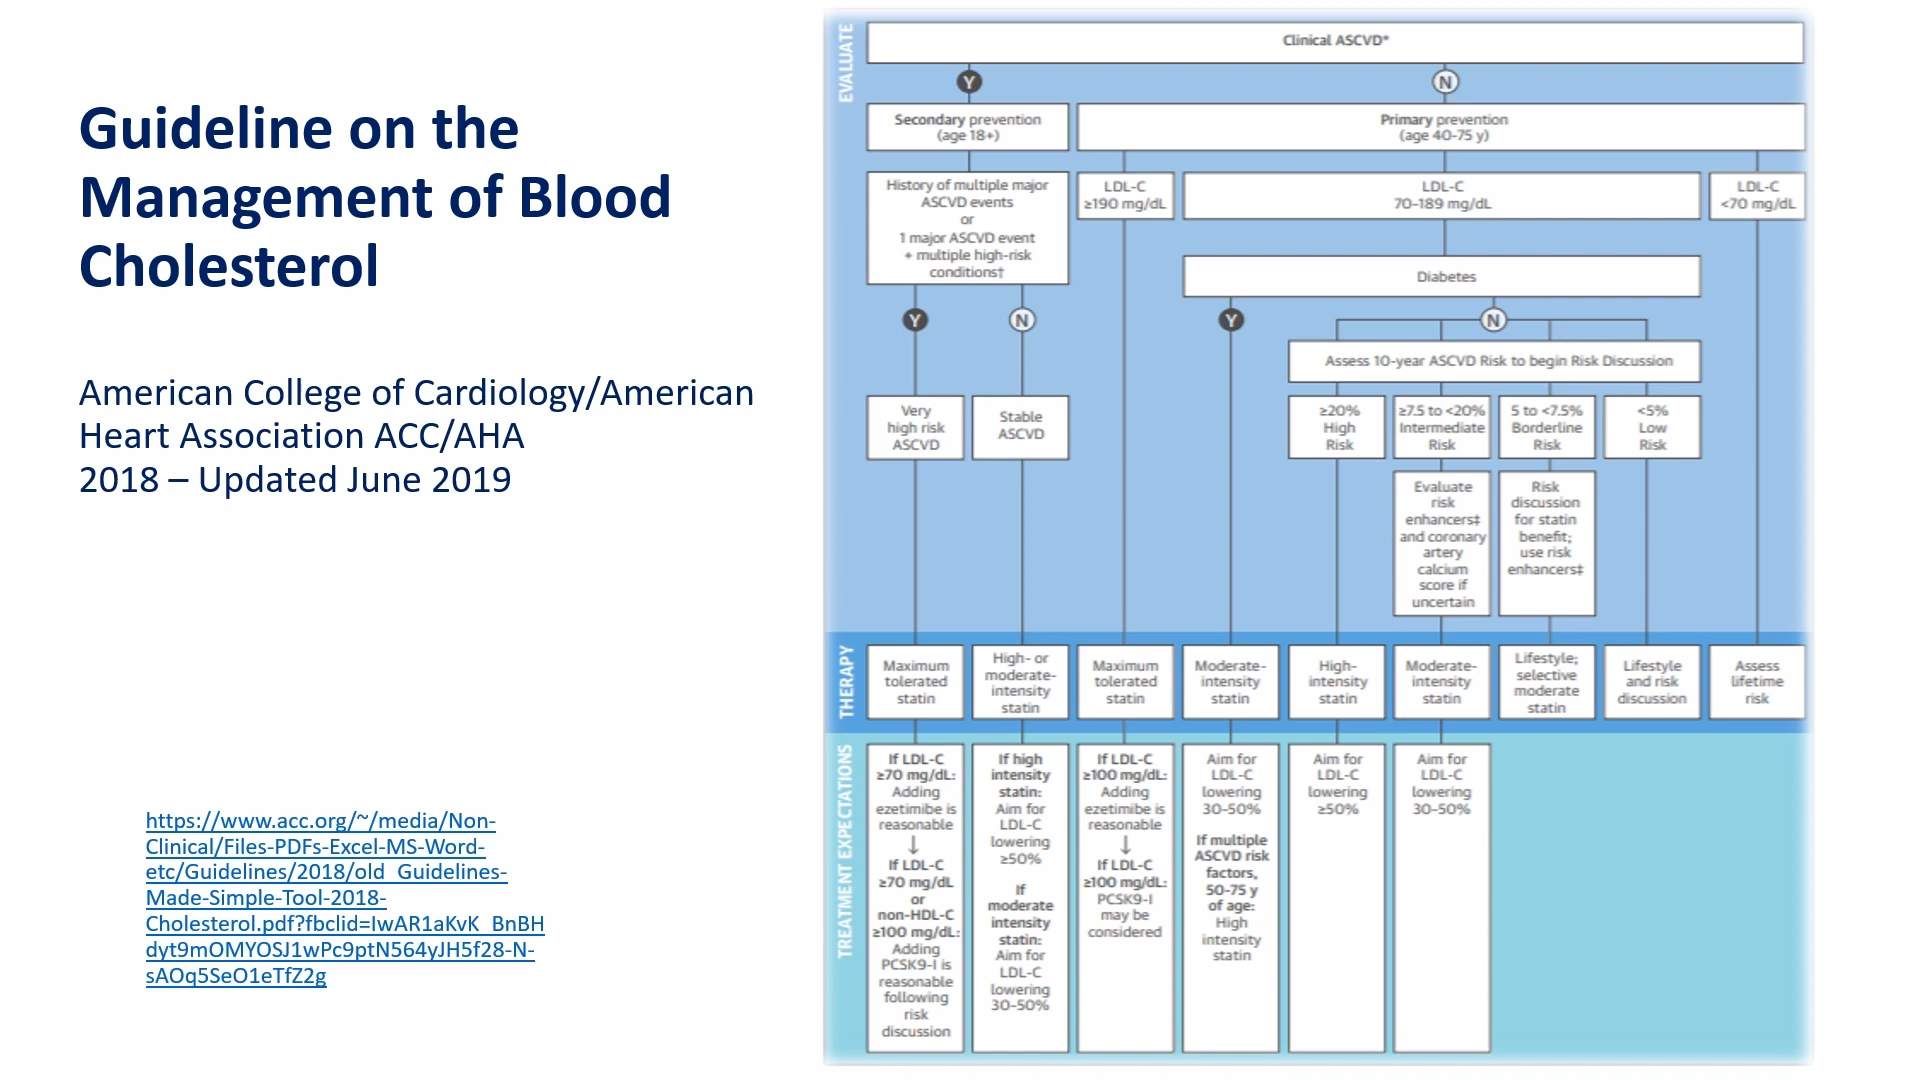 Guideline on the
Management of Blood
Cholesterol
American College of Cardiology/American
Heart Association ACC/AHA
2018 – Updated June 2019
https://www.acc.org/~/media/Non-
Clinical/Files-PDFs-Excel-MS-Word-
etc/Guidelines/2018/old_Guidelines-
Made-Simple-Tool-2018-
Cholesterol.pdf?fbclid=IwAR1aKvK_BnBH
dyt9mOMYOSJ1wPc9ptN564yJH5f28-N-
sAOq5SeO1eTfZ2g
EVALUATE
Clinical ASCVD*
Y
N
Secondary prevention
(age 18+)
Primary prevention
(age 40-75 y)
History of multiple major
ASCVD events
or
1 major ASCVD event
+ multiple high-risk
conditions†
LDL-C
≥190 mg/dL
LDL-C
70-189 mg/dL
LDL-C
<70 mg/dL
Diabetes
Y
N
Y
N
Assess 10-year ASCVD Risk to begin Risk Discussion
Very
high risk
ASCVD
Stable
ASCVD
≥20%
High
Risk
≥7.5 to <20%
Intermediate
Risk
5 to <7.5%
Borderline
Risk
<5%
Low
Risk
Evaluate
risk
enhancers‡
and coronary
artery
calcium
score if
uncertain
Risk
discussion
for statin
benefit;
use risk
enhancers‡
THERAPY
Maximum
tolerated
statin
High- or
moderate-
intensity
statin
Maximum
tolerated
statin
Moderate-
intensity
statin
High-
intensity
statin
Moderate-
intensity
statin
Lifestyle;
selective
moderate
statin
Lifestyle
and risk
discussion
Assess
lifetime
risk
TREATMENT EXPECTATIONS
If LDL-C
≥70 mg/dL:
Adding
ezetimibe is
reasonable
↓
If LDL-C
≥70 mg/dL
or
non-HDL-C
≥100 mg/dL:
Adding
PCSK9-I is
reasonable
following
risk
discussion
If high
intensity
statin:
Aim for
LDL-C
lowering
≥50%
If
moderate
intensity
statin:
Aim for
LDL-C
lowering
30-50%
If LDL-C
≥100 mg/dL:
Adding
ezetimibe is
reasonable
↓
If LDL-C
≥100 mg/dL:
PCSK9-I
may be
considered
Aim for
LDL-C
lowering
30-50%
If multiple
ASCVD risk
factors,
50-75 y
of age:
High
intensity
statin
Aim for
LDL-C
lowering
≥50%
Aim for
LDL-C
lowering
30-50%